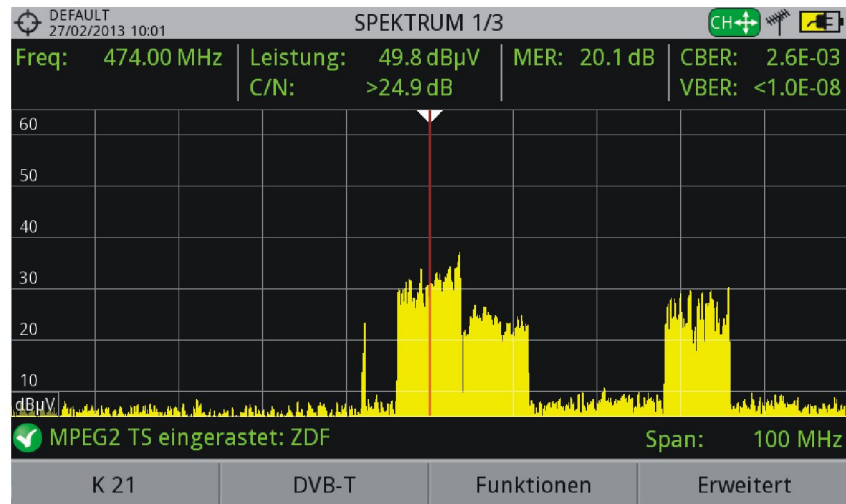 DEFAULT
27/02/2013 10:01
SPEKTRUM 1/3
CH
Freq: 474.00 MHz
Leistung: 49.8 dBµV
C/N: >24.9 dB
MER: 20.1 dB
CBER: 2.6E-03
VBER: <1.0E-08
60
50
40
30
20
10
dBµV
MPEG2 TS eingerastet: ZDF
Span: 100 MHz
K 21
DVB-T
Funktionen
Erweitert